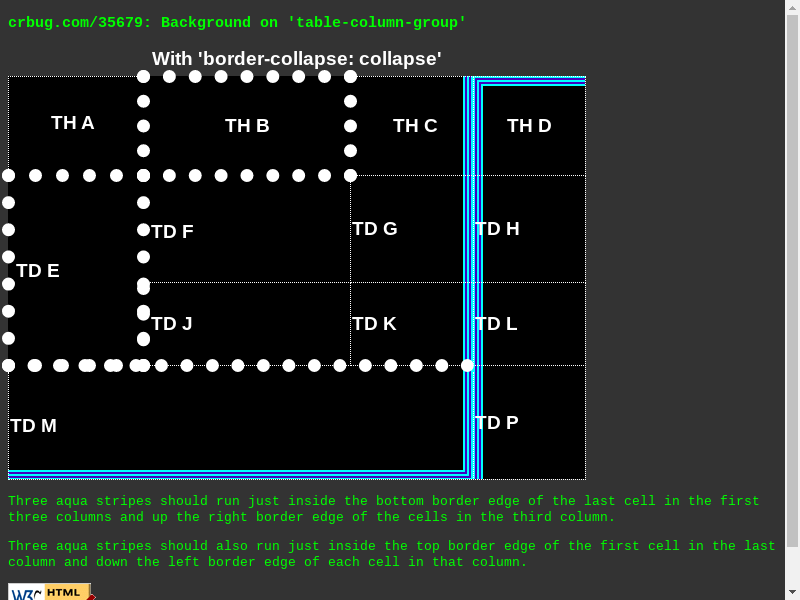 crbug.com/35679: Background on 'table-column-group'
With 'border-collapse: collapse'
TH A
TH B
TH C
TH D
TD E
TD F
TD G
TD H
TD J
TD K
TD L
TD M
TD P
Three aqua stripes should run just inside the bottom border edge of the last cell in the first
three columns and up the right border edge of the cells in the third column.
Three aqua stripes should also run just inside the top border edge of the first cell in the last
column and down the left border edge of each cell in that column.
W3C HTML